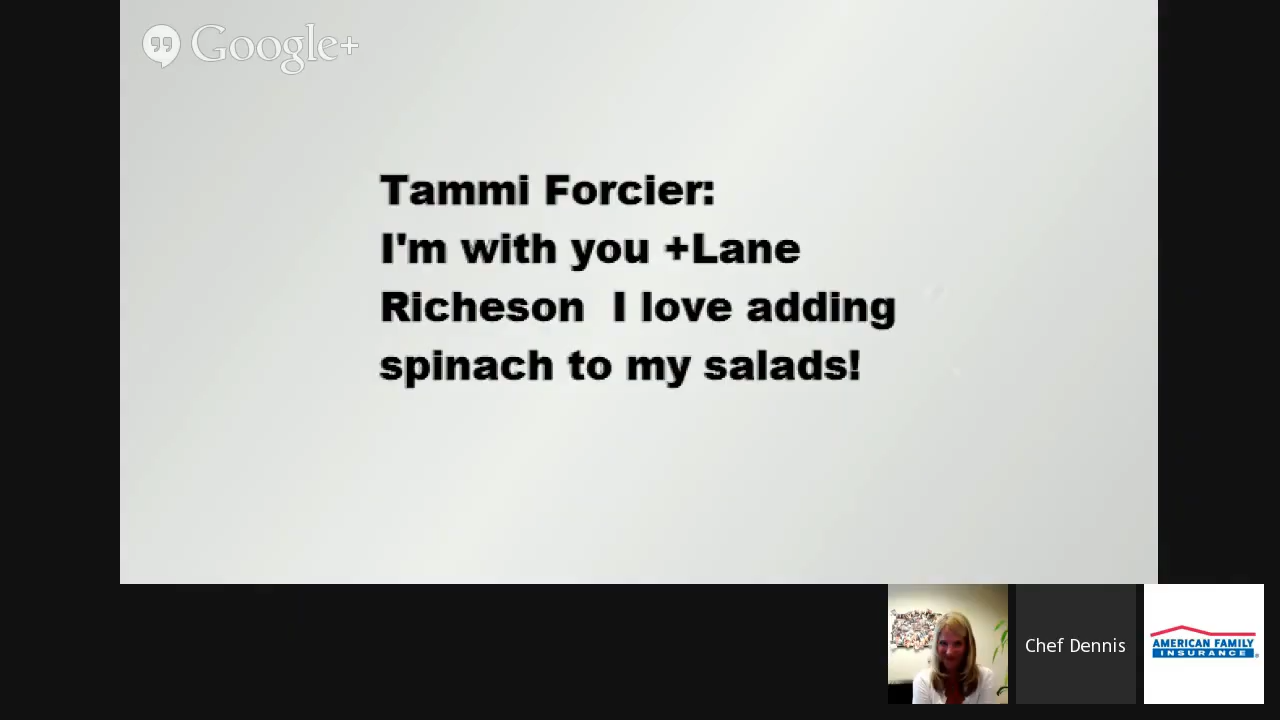 Google+
Tammi Forcier:
I'm with you +Lane
Richeson  I love adding
spinach to my salads!
Chef Dennis
AMERICAN FAMILY
INSURANCE